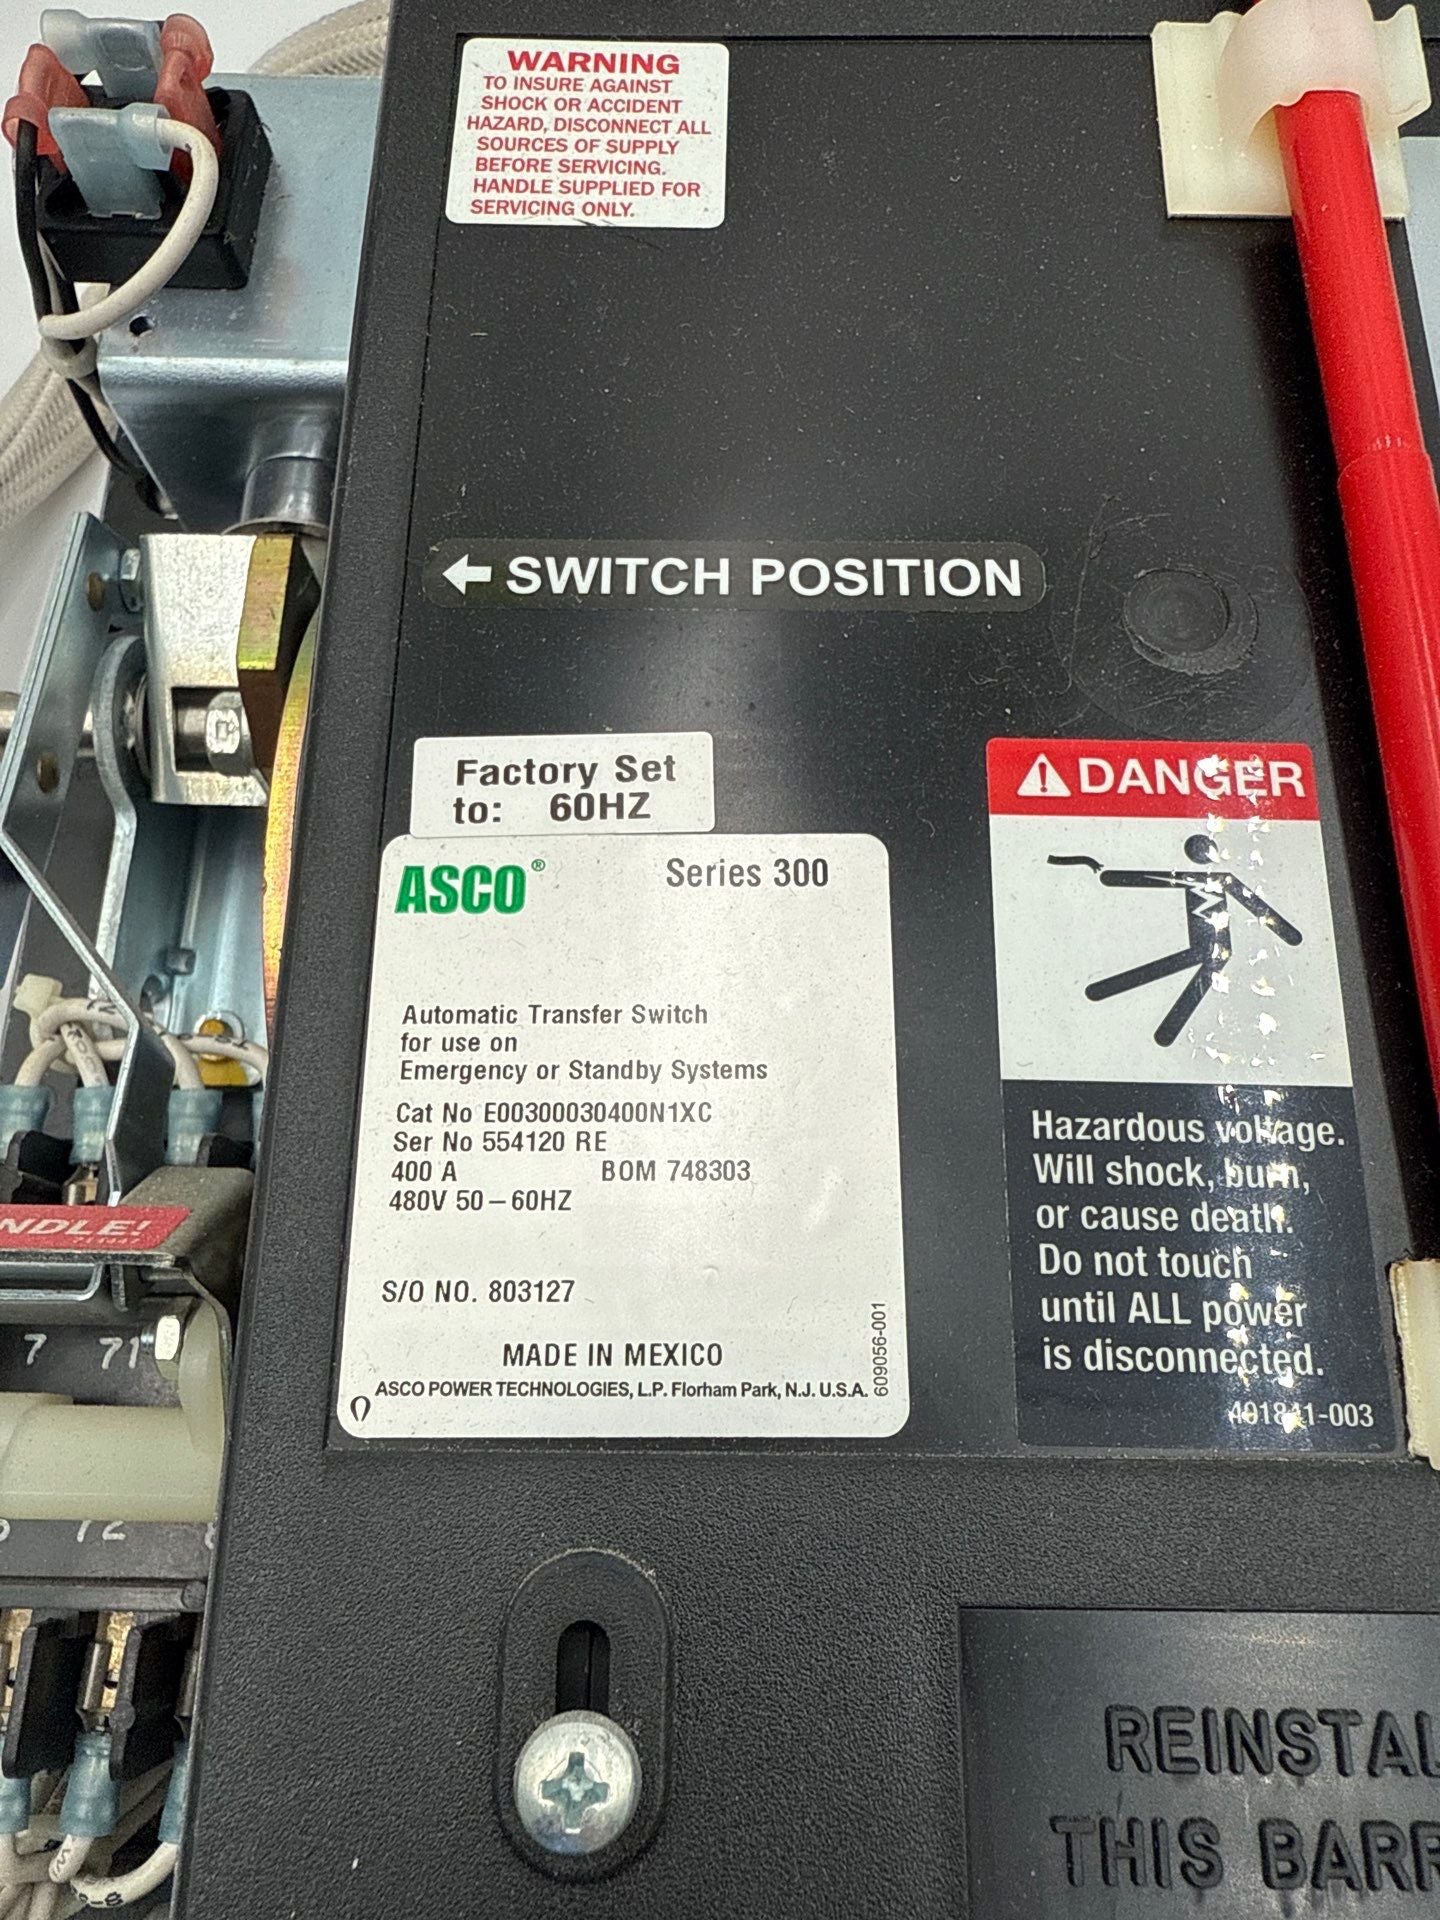 WARNING
TO INSURE AGAINST
SHOCK OR ACCIDENT
HAZARD, DISCONNECT ALL
SOURCES OF SUPPLY
BEFORE SERVICING.
HANDLE SUPPLIED FOR
SERVICING ONLY.
← SWITCH POSITION
Factory Set
to: 60HZ
ASCO® Series 300
Automatic Transfer Switch
for use on
Emergency or Standby Systems
Cat No E00300030400N1XC
Ser No 554120 RE
400 A BOM 748303
480V 50–60HZ
S/O NO. 803127
MADE IN MEXICO
ASCO POWER TECHNOLOGIES, L.P. Florham Park, N.J. U.S.A.
609056-001
DANGER
Hazardous voltage.
Will shock, burn,
or cause death.
Do not touch
until ALL power
is disconnected.
NDLE!
7 71
72
REINSTAL
THIS BARR